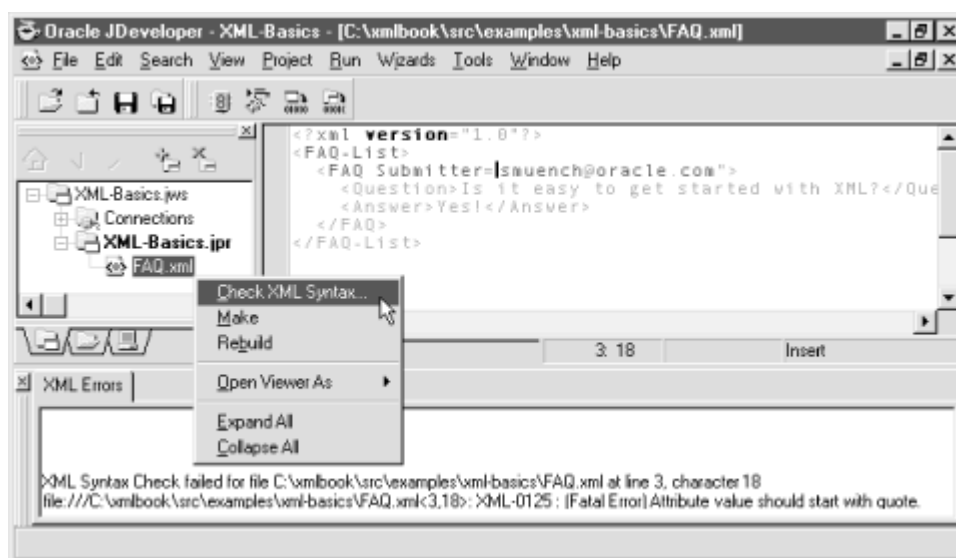 Oracle JDeveloper - XML-Basics - [C:\xmlbook\src\examples\xml-basics\FAQ.xml]
File Edit Search View Project Run Wizards Tools Window Help
<?xml version="1.0"?>
<FAQ-List>
<FAQ Submitter=smuench@oracle.com">
<Question>Is it easy to get started with XML?</Que
<Answer>Yes!</Answer>
</FAQ>
</FAQ-List>
XML-Basics.jws
Connections
XML-Basics.jpr
FAQ.xml
Check XML Syntax...
Make
Rebuild
Open Viewer As
Expand All
Collapse All
3: 18 Insert
XML Errors
XML Syntax Check failed for file C:\xmlbook\src\examples\xml-basics\FAQ.xml at line 3, character 18
file:///C:\xmlbook\src\examples\xml-basics\FAQ.xml<3,18>: XML-0125 : [Fatal Error] Attribute value should start with quote.